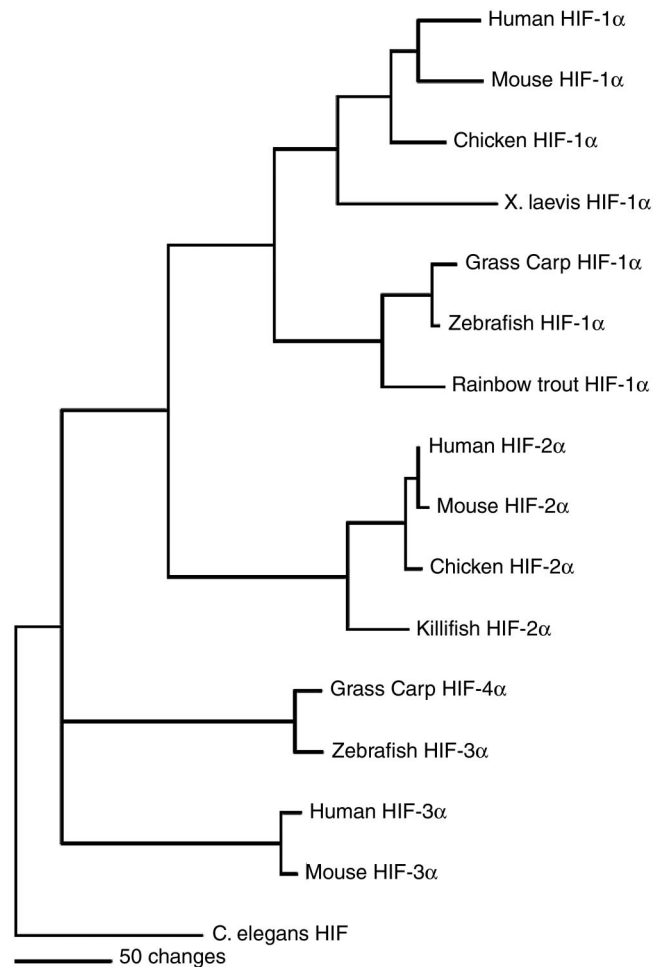 Human HIF-1α
Mouse HIF-1α
Chicken HIF-1α
X. laevis HIF-1α
Grass Carp HIF-1α
Zebrafish HIF-1α
Rainbow trout HIF-1α
Human HIF-2α
Mouse HIF-2α
Chicken HIF-2α
Killifish HIF-2α
Grass Carp HIF-4α
Zebrafish HIF-3α
Human HIF-3α
Mouse HIF-3α
C. elegans HIF
50 changes